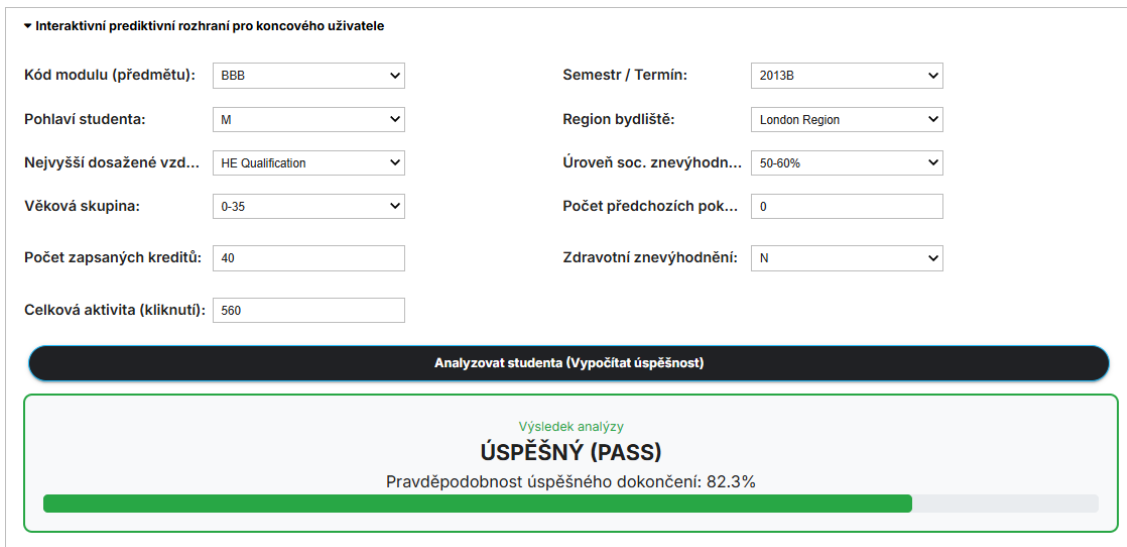 Interaktivní prediktivní rozhraní pro koncového uživatele
Kód modulu (předmětu): BBB Semestr / Termín: 2013B
Pohlaví studenta: M Region bydliště: London Region
Nejvyšší dosažené vzd... HE Qualification Úroveň soc. znevýhodn... 50-60%
Věková skupina: 0-35 Počet předchozích pok... 0
Počet zapsaných kreditů: 40 Zdravotní znevýhodnění: N
Celková aktivita (kliknutí): 560
Analyzovat studenta (Vypočítat úspěšnost)
Výsledek analýzy
ÚSPĚŠNÝ (PASS)
Pravděpodobnost úspěšného dokončení: 82.3%